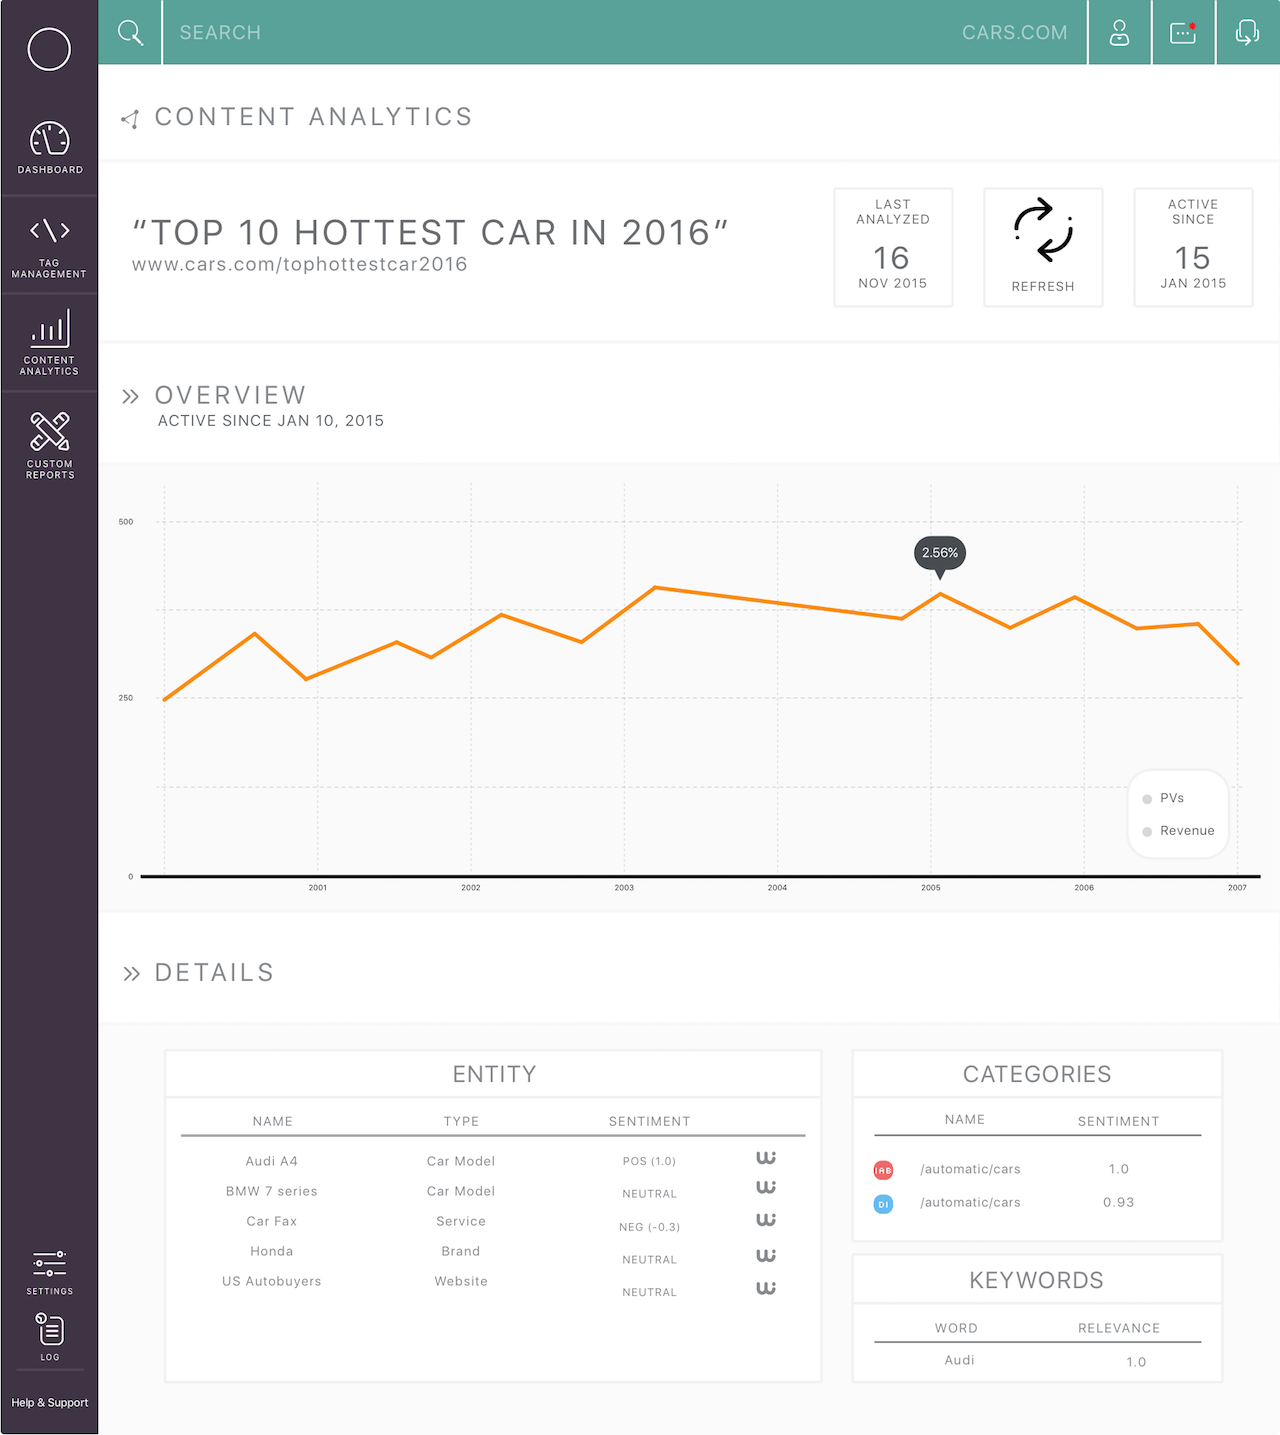 SEARCH
CARS.COM
DASHBOARD
TAG
MANAGEMENT
CONTENT
ANALYTICS
CUSTOM
REPORTS
SETTINGS
LOG
Help & Support
CONTENT ANALYTICS
“TOP 10 HOTTEST CAR IN 2016”
www.cars.com/tophottestcar2016
LAST
ANALYZED
16
NOV 2015
REFRESH
ACTIVE
SINCE
15
JAN 2015
OVERVIEW
ACTIVE SINCE JAN 10, 2015
500
250
0
2.56%
PVs
Revenue
2001 2002 2003 2004 2005 2006 2007
DETAILS
ENTITY
NAME TYPE SENTIMENT
Audi A4 Car Model POS (1.0)
BMW 7 series Car Model NEUTRAL
Car Fax Service NEG (-0.3)
Honda Brand NEUTRAL
US Autobuyers Website NEUTRAL
CATEGORIES
NAME SENTIMENT
IAB /automatic/cars 1.0
DI /automatic/cars 0.93
KEYWORDS
WORD RELEVANCE
Audi 1.0